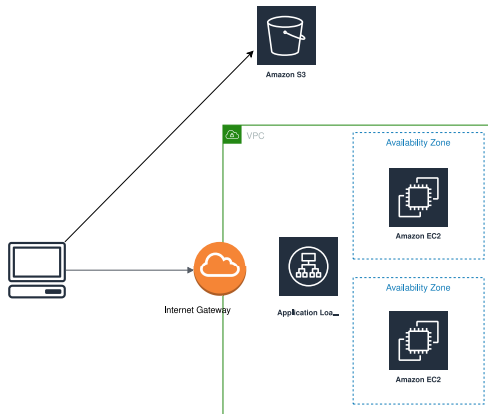 Amazon S3
VPC
Availability Zone
Amazon EC2
Internet Gateway
Application Loa...
Availability Zone
Amazon EC2